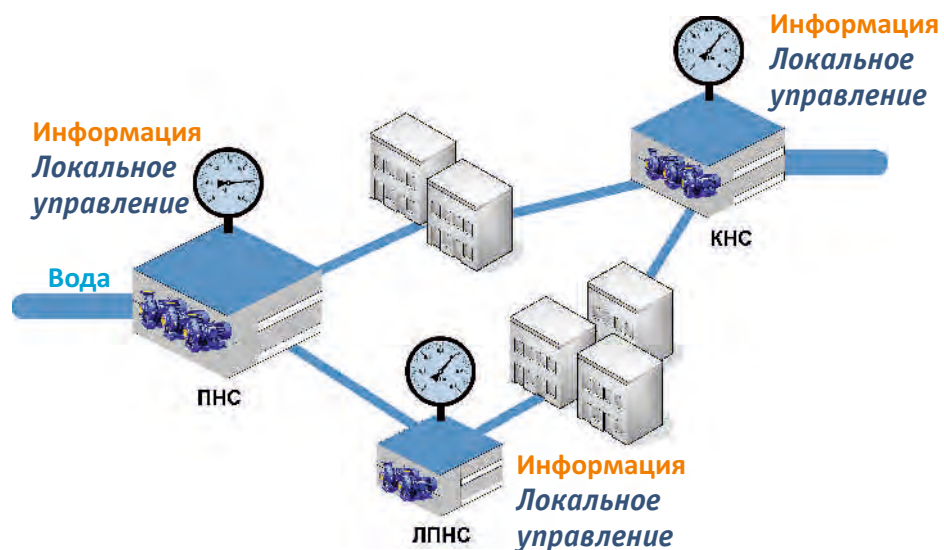 Информация
Локальное
управление
Информация
Локальное
управление
Вода
КНС
ПНС
Информация
Локальное
управление
ЛПНС